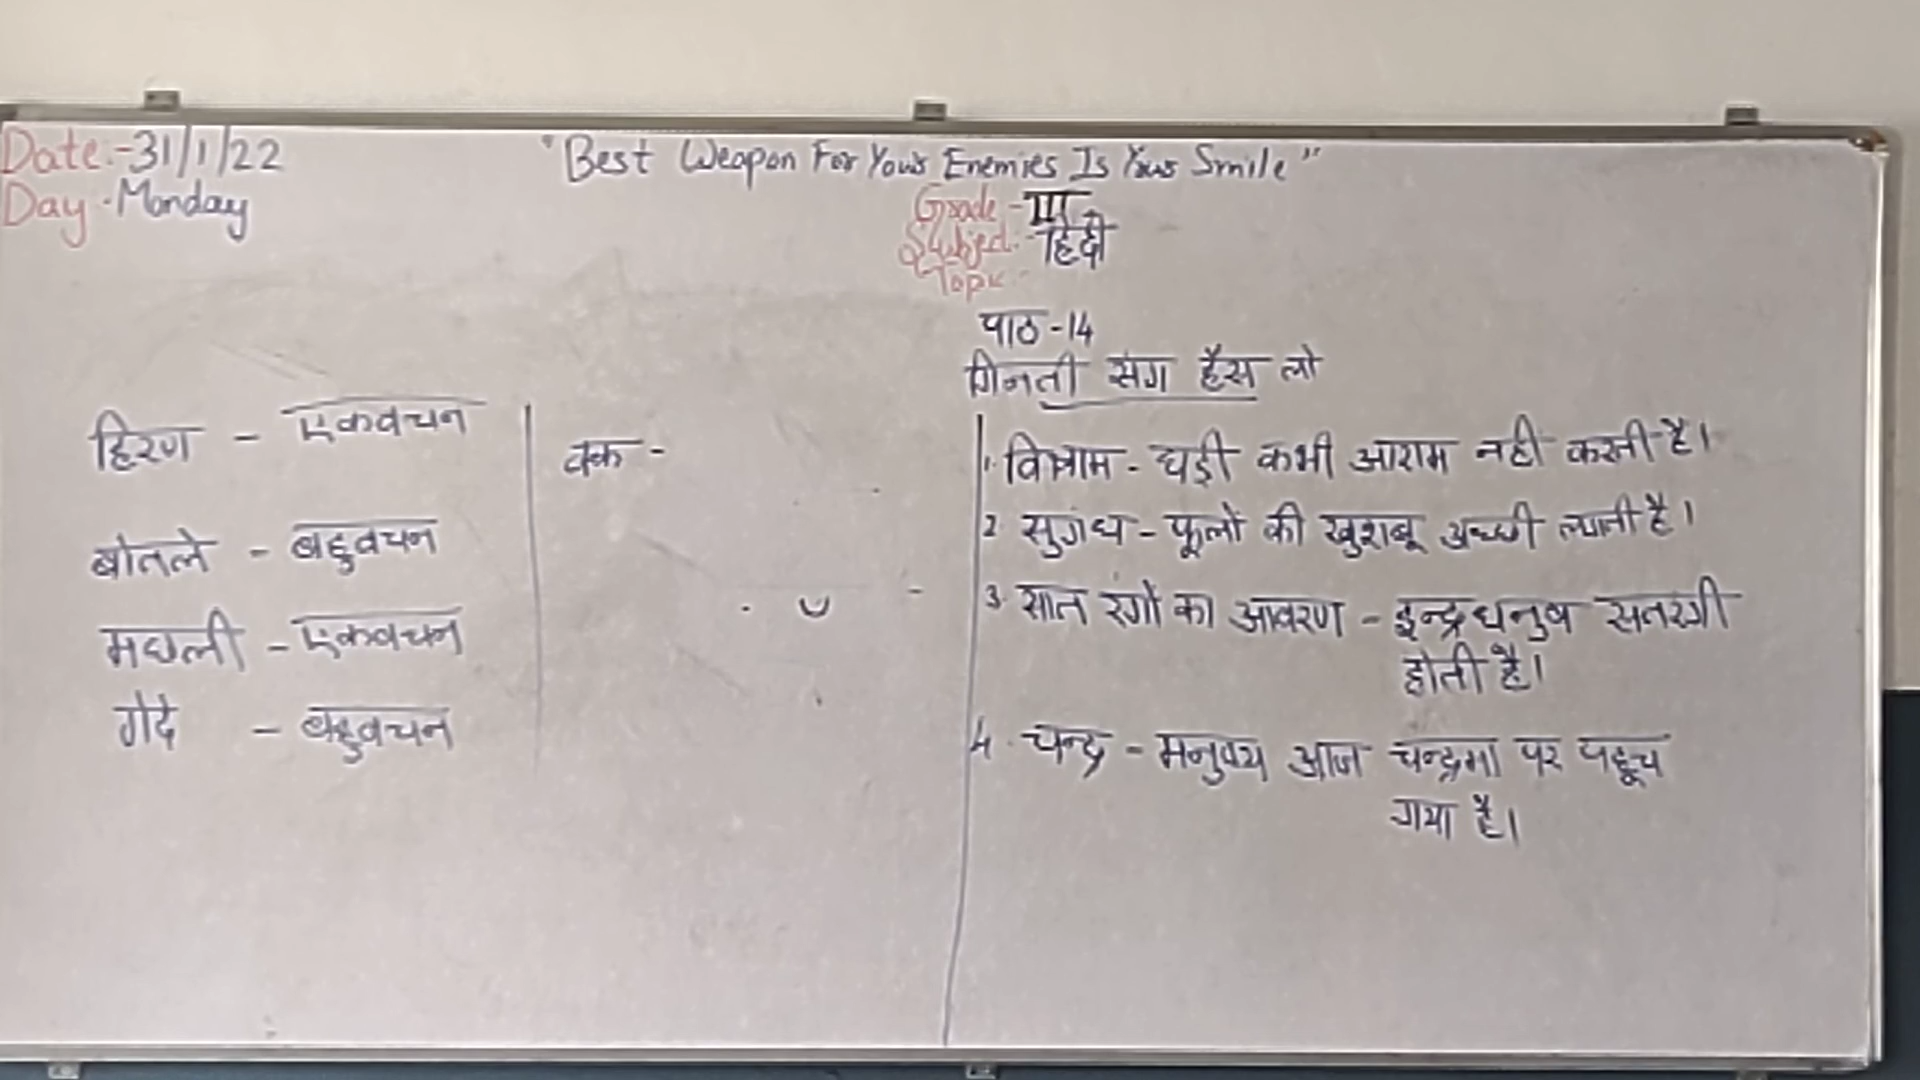 Date:-31/1/22
Day.Monday
"Best Weapon For Your Enemies Is Your Smile"
Grade-III
Subject:-हिंदी
Topic-
पाठ-14
गिनती संग हँस लो
हिरण - एकवचन
बोतले - बहुवचन
मछली - एकवचन
गेंदे - बहुवचन
वक -
1. विश्राम - घड़ी कभी आराम नही करती है।
2 सुगंध - फूलो की खुशबू अच्छी लगती है।
3. सात रंगो का आवरण - इन्द्रधनुष सतरंगी
होती है।
4. चन्द्र - मनुष्य आज चन्द्रमा पर पहूच
गया है।